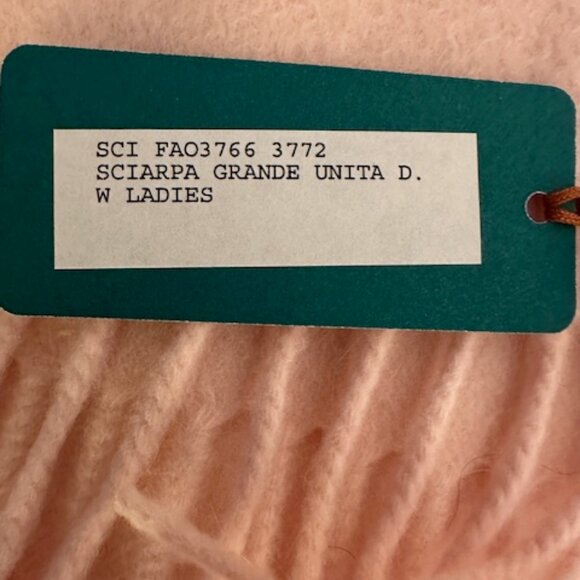 SCI FAO3766 3772
SCIARPA GRANDE UNITA D.
W LADIES